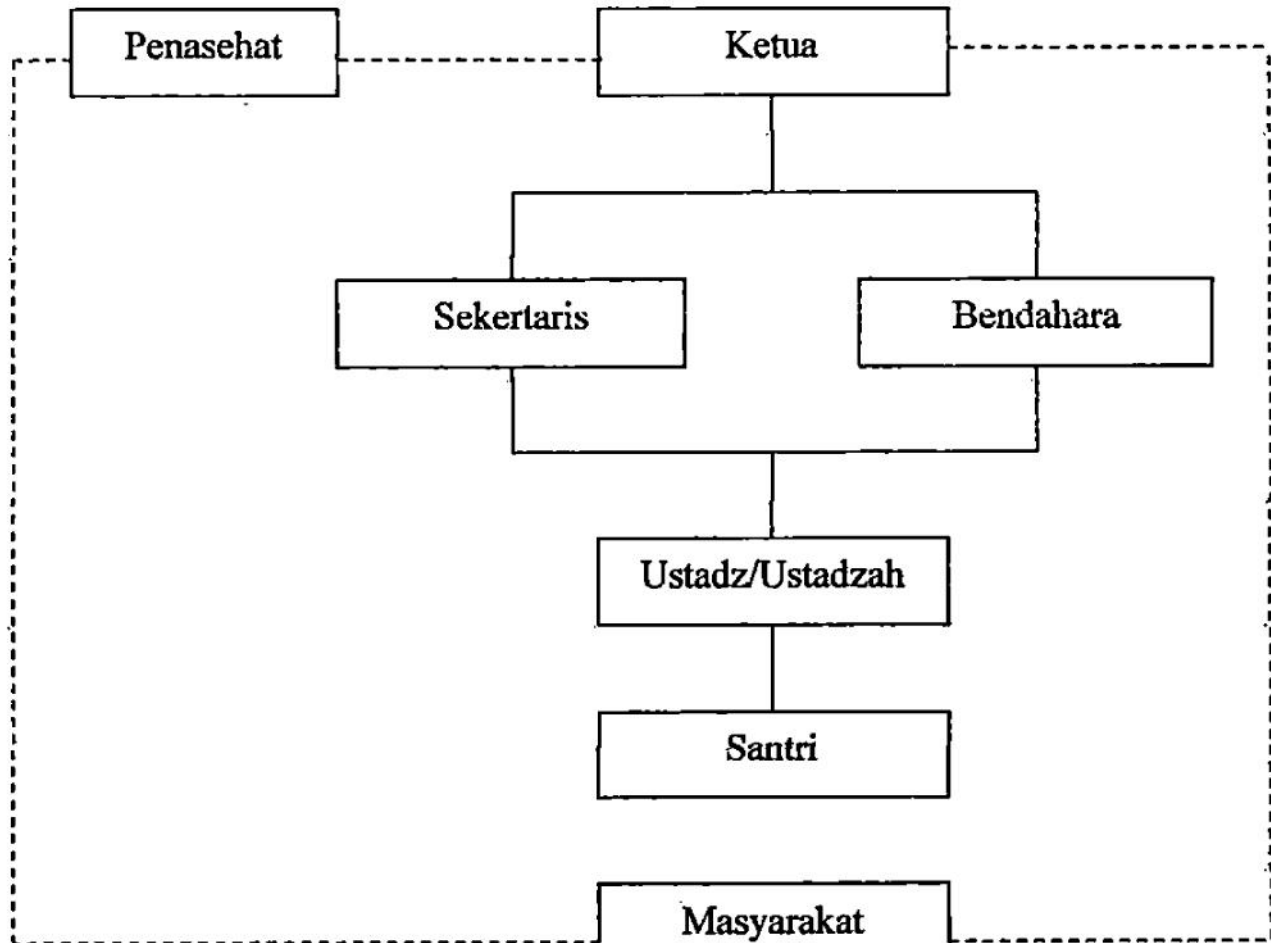 Penasehat
Ketua
Sekertaris
Bendahara
Ustadz/Ustadzah
Santri
Masyarakat